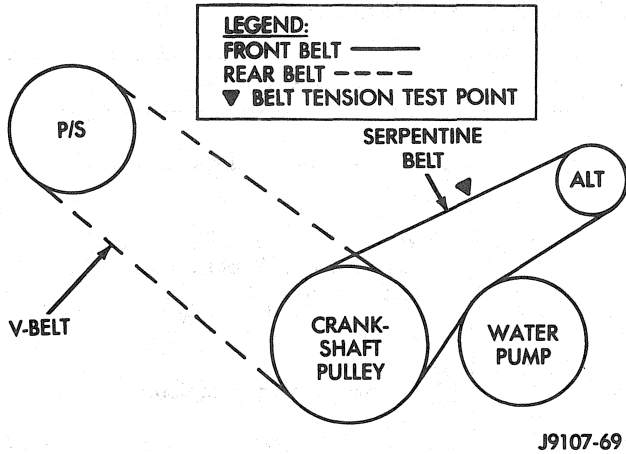 LEGEND:
FRONT BELT
REAR BELT
BELT TENSION TEST POINT
SERPENTINE
BELT
P/S
ALT
V-BELT
CRANK-
SHAFT
PULLEY
WATER
PUMP
J9107-69